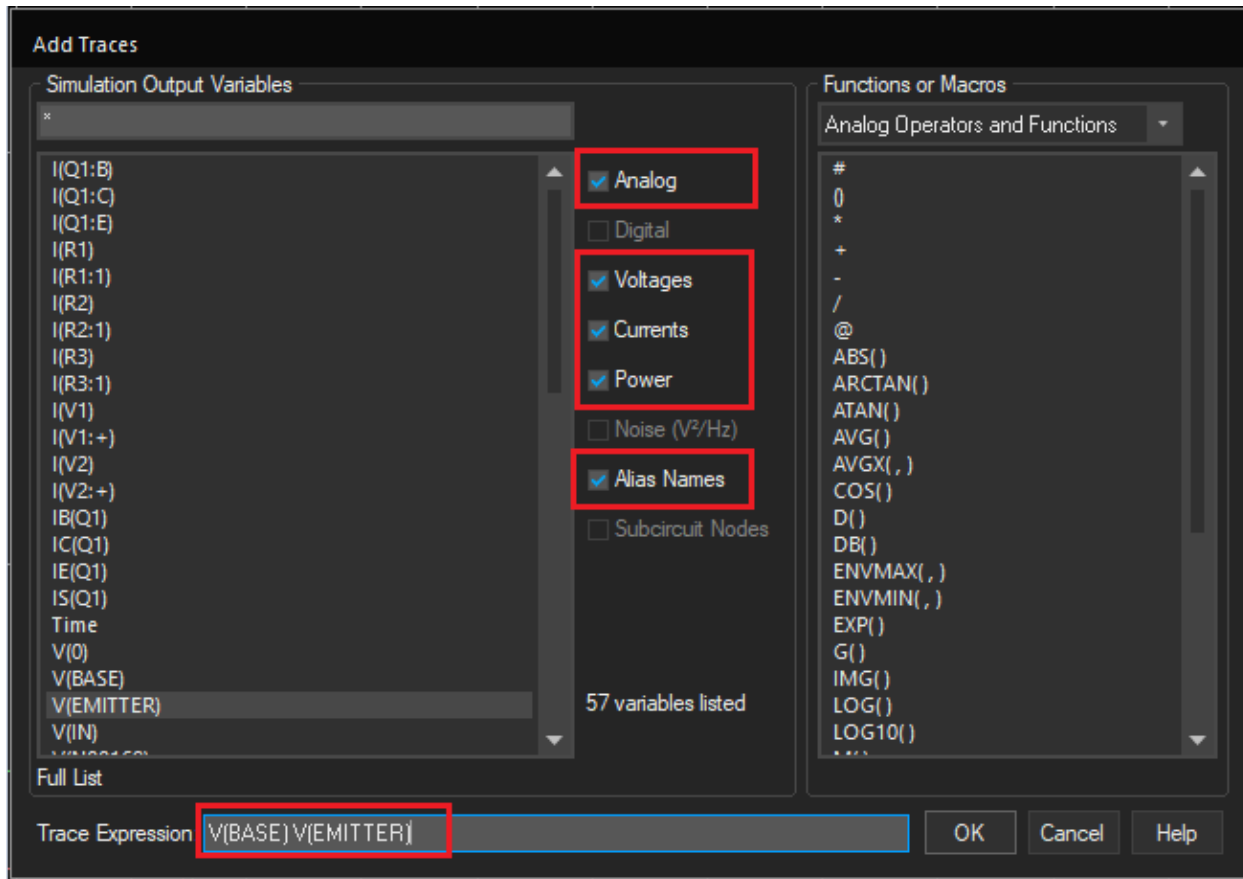 Add Traces
Simulation Output Variables
*
I(Q1:B)
I(Q1:C)
I(Q1:E)
I(R1)
I(R1:1)
I(R2)
I(R2:1)
I(R3)
I(R3:1)
I(V1)
I(V1:+)
I(V2)
I(V2:+)
IB(Q1)
IC(Q1)
IE(Q1)
IS(Q1)
Time
V(0)
V(BASE)
V(EMITTER)
V(IN)
Full List
Analog
Digital
Voltages
Currents
Power
Noise (V²/Hz)
Alias Names
Subcircuit Nodes
57 variables listed
Functions or Macros
Analog Operators and Functions
#
()
*
+
-
/
@
ABS( )
ARCTAN( )
ATAN( )
AVG( )
AVGX( , )
COS( )
D( )
DB( )
ENVMAX( , )
ENVMIN( , )
EXP( )
G( )
IMG( )
LOG( )
LOG10( )
Trace Expression V(BASE) V(EMITTER)
OK Cancel Help